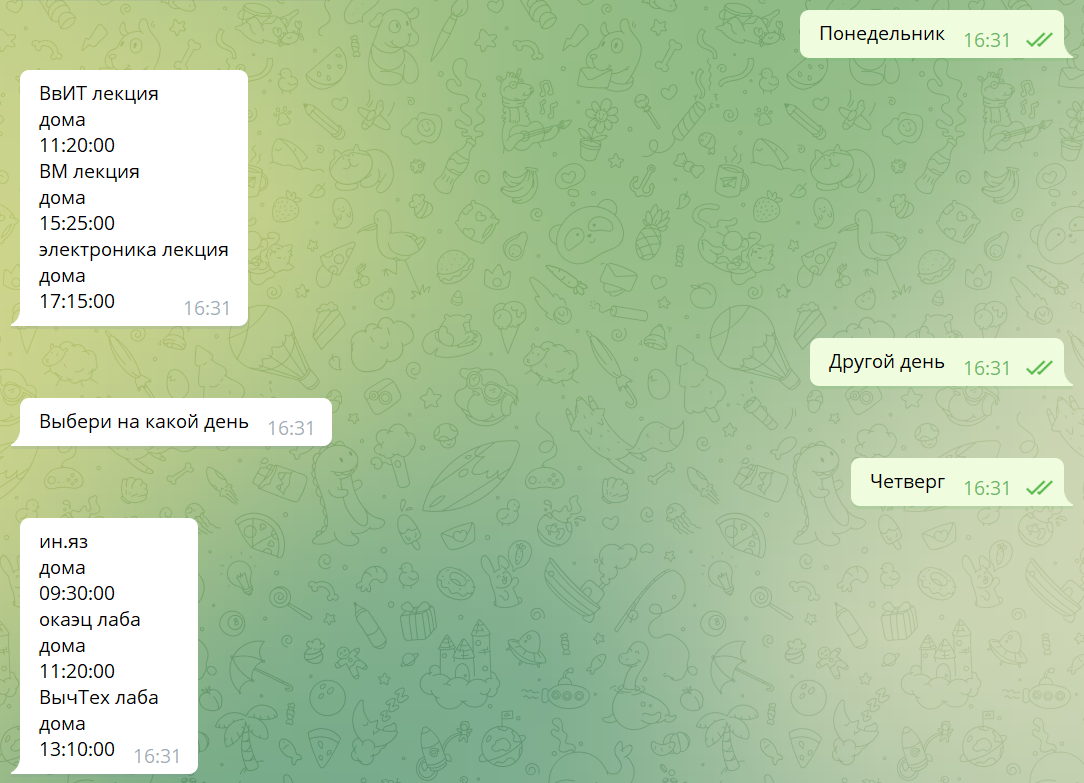 Понедельник 16:31
ВвИТ лекция
дома
11:20:00
ВМ лекция
дома
15:25:00
электроника лекция
дома
17:15:00 16:31
Другой день 16:31
Выбери на какой день 16:31
Четверг 16:31
ин.яз
дома
09:30:00
окаэц лаба
дома
11:20:00
ВычТех лаба
дома
13:10:00 16:31